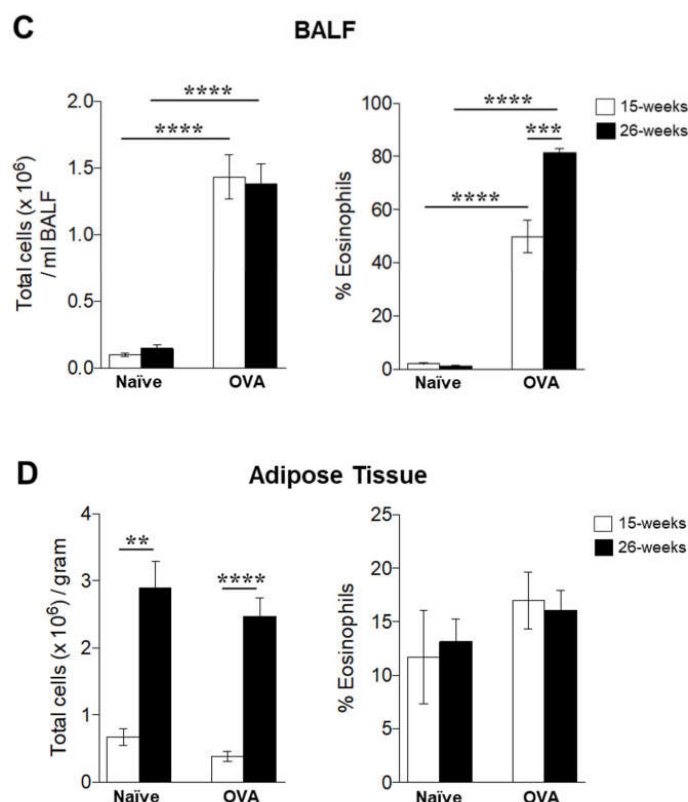 C
BALF
Total cells (x 10⁶)
/ ml BALF
2.0
1.5
1.0
0.5
0.0
****
****
Naïve
OVA
% Eosinophils
100
80
60
40
20
0
****
***
****
Naïve
OVA
15-weeks
26-weeks
D
Adipose Tissue
Total cells (x 10⁶) / gram
4
3
2
1
0
**
****
Naïve
OVA
% Eosinophils
25
20
15
10
5
0
Naïve
OVA
15-weeks
26-weeks